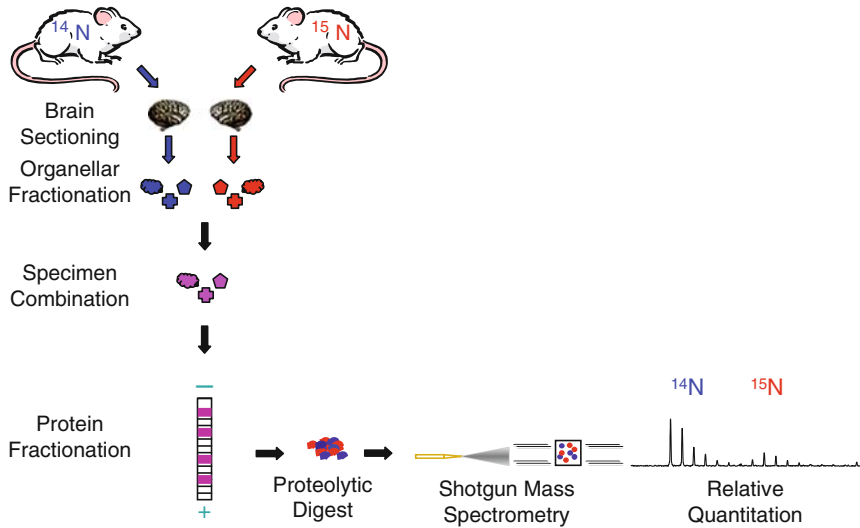 ¹⁴N
¹⁵N
Brain
Sectioning
Organellar
Fractionation
Specimen
Combination
Protein
Fractionation
−
+
Proteolytic
Digest
Shotgun Mass
Spectrometry
¹⁴N
¹⁵N
Relative
Quantitation